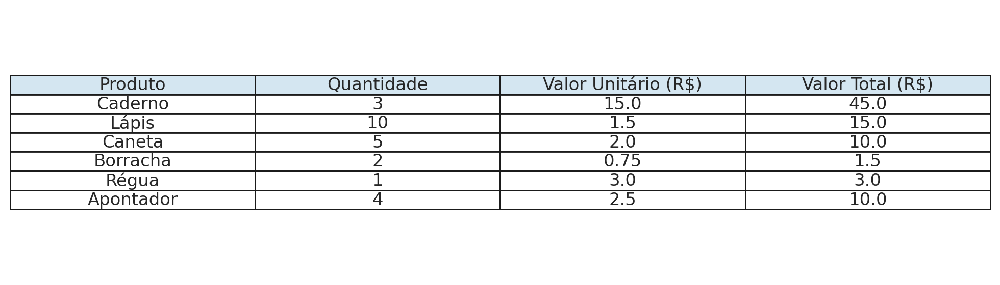 Produto Quantidade Valor Unitário (R$) Valor Total (R$)
Caderno 3 15.0 45.0
Lápis 10 1.5 15.0
Caneta 5 2.0 10.0
Borracha 2 0.75 1.5
Régua 1 3.0 3.0
Apontador 4 2.5 10.0